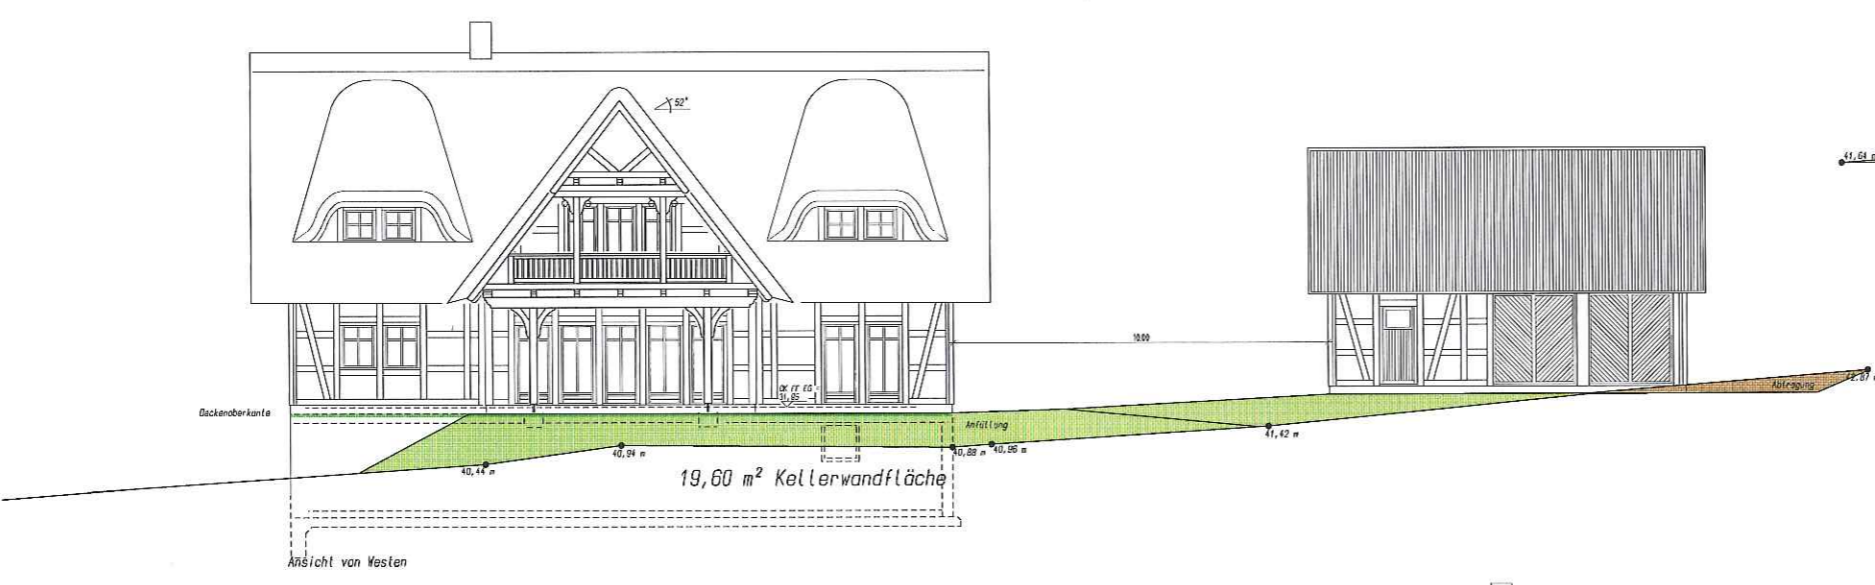 52°
41,64 m
10.00
OK FF EG
Deckenoberkante
Abtragung
Anfüllung
41,42 m
40,94 m
40,88 m
40,96 m
40,44 m
19,60 m² Kellerwandfläche
Ansicht von Westen